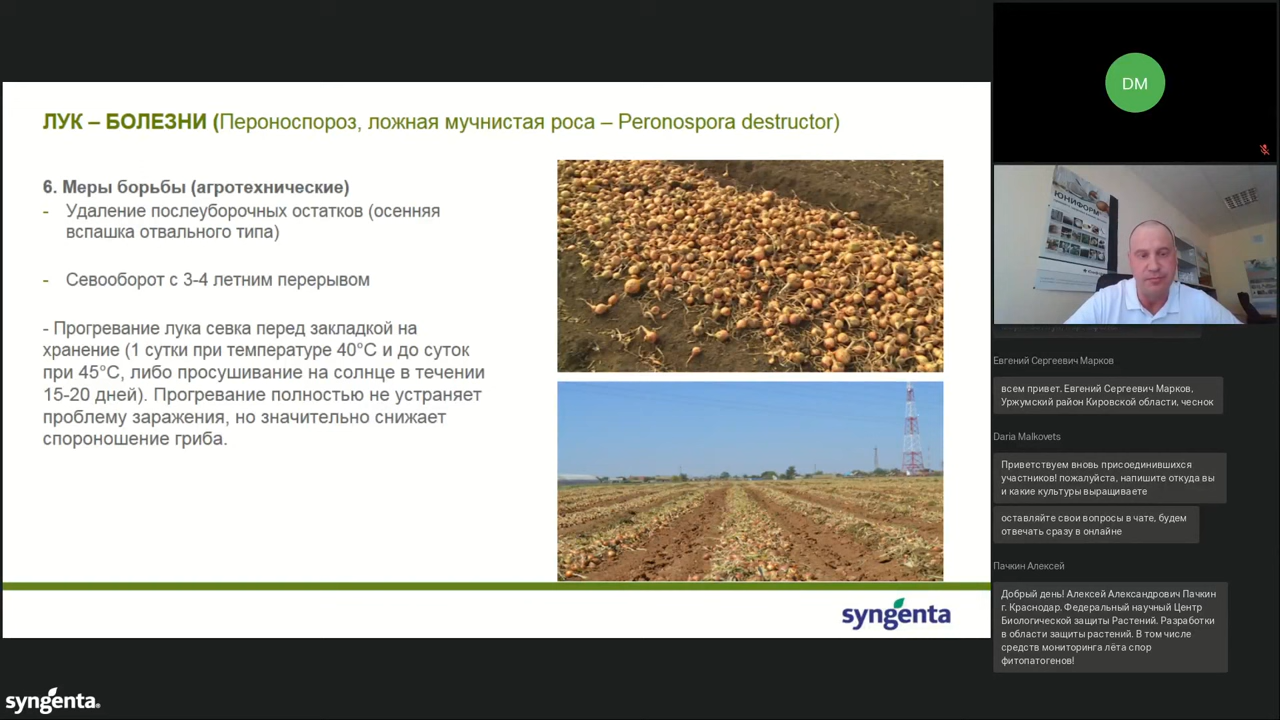 ЛУК – БОЛЕЗНИ (Пероноспороз, ложная мучнистая роса – Peronospora destructor)
6. Меры борьбы (агротехнические)
- Удаление послеуборочных остатков (осенняя
вспашка отвального типа)
- Севооборот с 3-4 летним перерывом
- Прогревание лука севка перед закладкой на
хранение (1 сутки при температуре 40°С и до суток
при 45°С, либо просушивание на солнце в течении
15-20 дней). Прогревание полностью не устраняет
проблему заражения, но значительно снижает
спороношение гриба.
syngenta
syngenta®
DM
ЮНИФОРМ
Евгений Сергеевич Марков
всем привет. Евгений Сергеевич Марков,
Уржумский район Кировской области, чеснок
Daria Malkovets
Приветствуем вновь присоединившихся
участников! пожалуйста, напишите откуда вы
и какие культуры выращиваете
оставляйте свои вопросы в чате, будем
отвечать сразу в онлайне
Пачкин Алексей
Добрый день! Алексей Александрович Пачкин
г. Краснодар. Федеральный научный Центр
Биологической защиты Растений. Разработки
в области защиты растений. В том числе
средств мониторинга лёта спор
фитопатогенов!